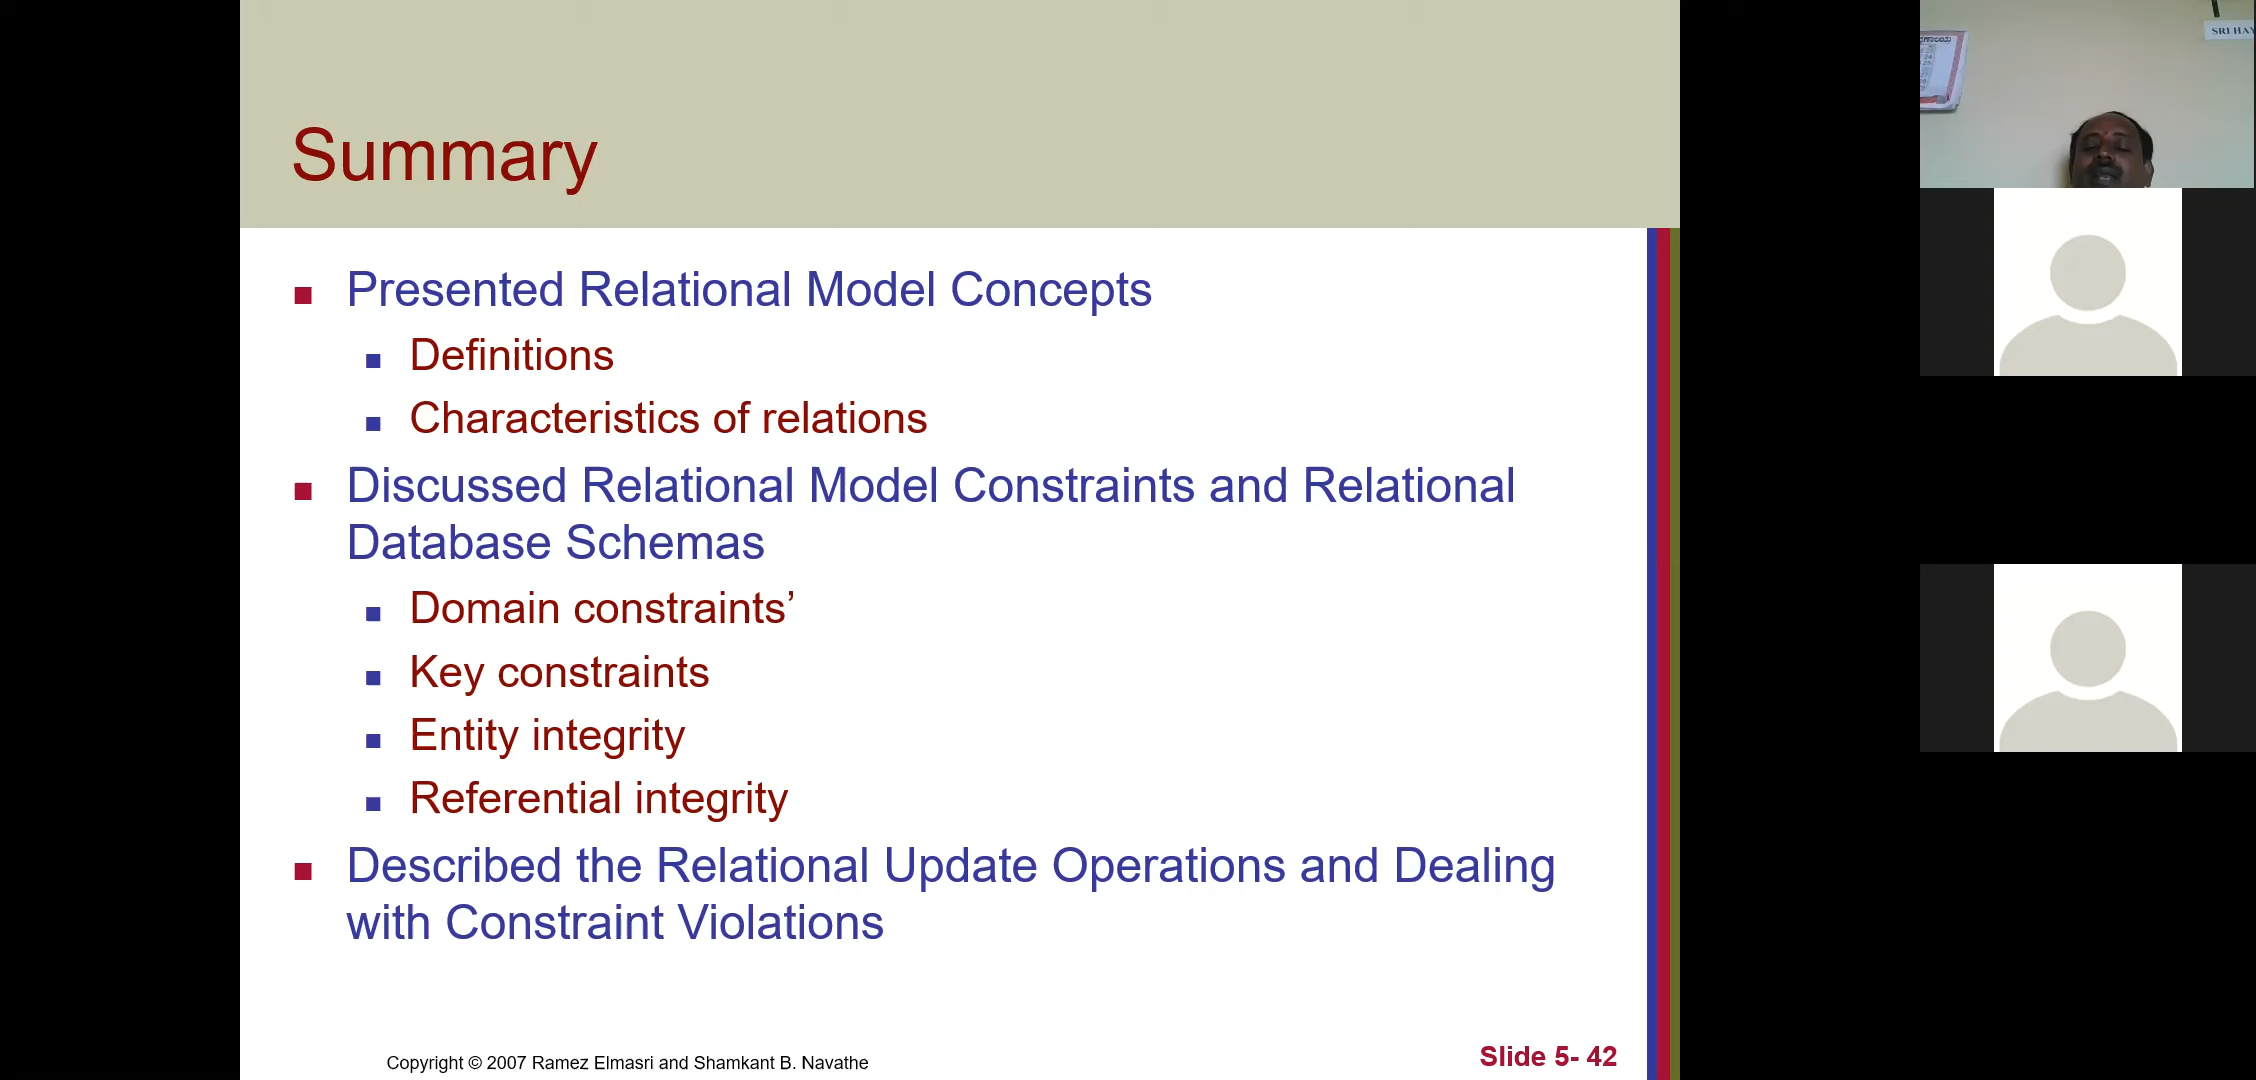 Summary
Presented Relational Model Concepts
Definitions
Characteristics of relations
Discussed Relational Model Constraints and Relational
Database Schemas
Domain constraints’
Key constraints
Entity integrity
Referential integrity
Described the Relational Update Operations and Dealing
with Constraint Violations
Copyright © 2007 Ramez Elmasri and Shamkant B. Navathe
Slide 5- 42
SRI HAY